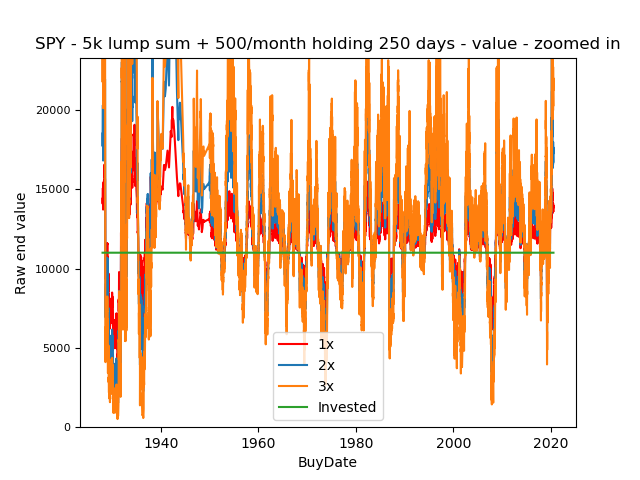 SPY - 5k lump sum + 500/month holding 250 days - value - zoomed in
Raw end value
20000
15000
10000
5000
0
1x
2x
3x
Invested
1940
1960
1980
2000
2020
BuyDate